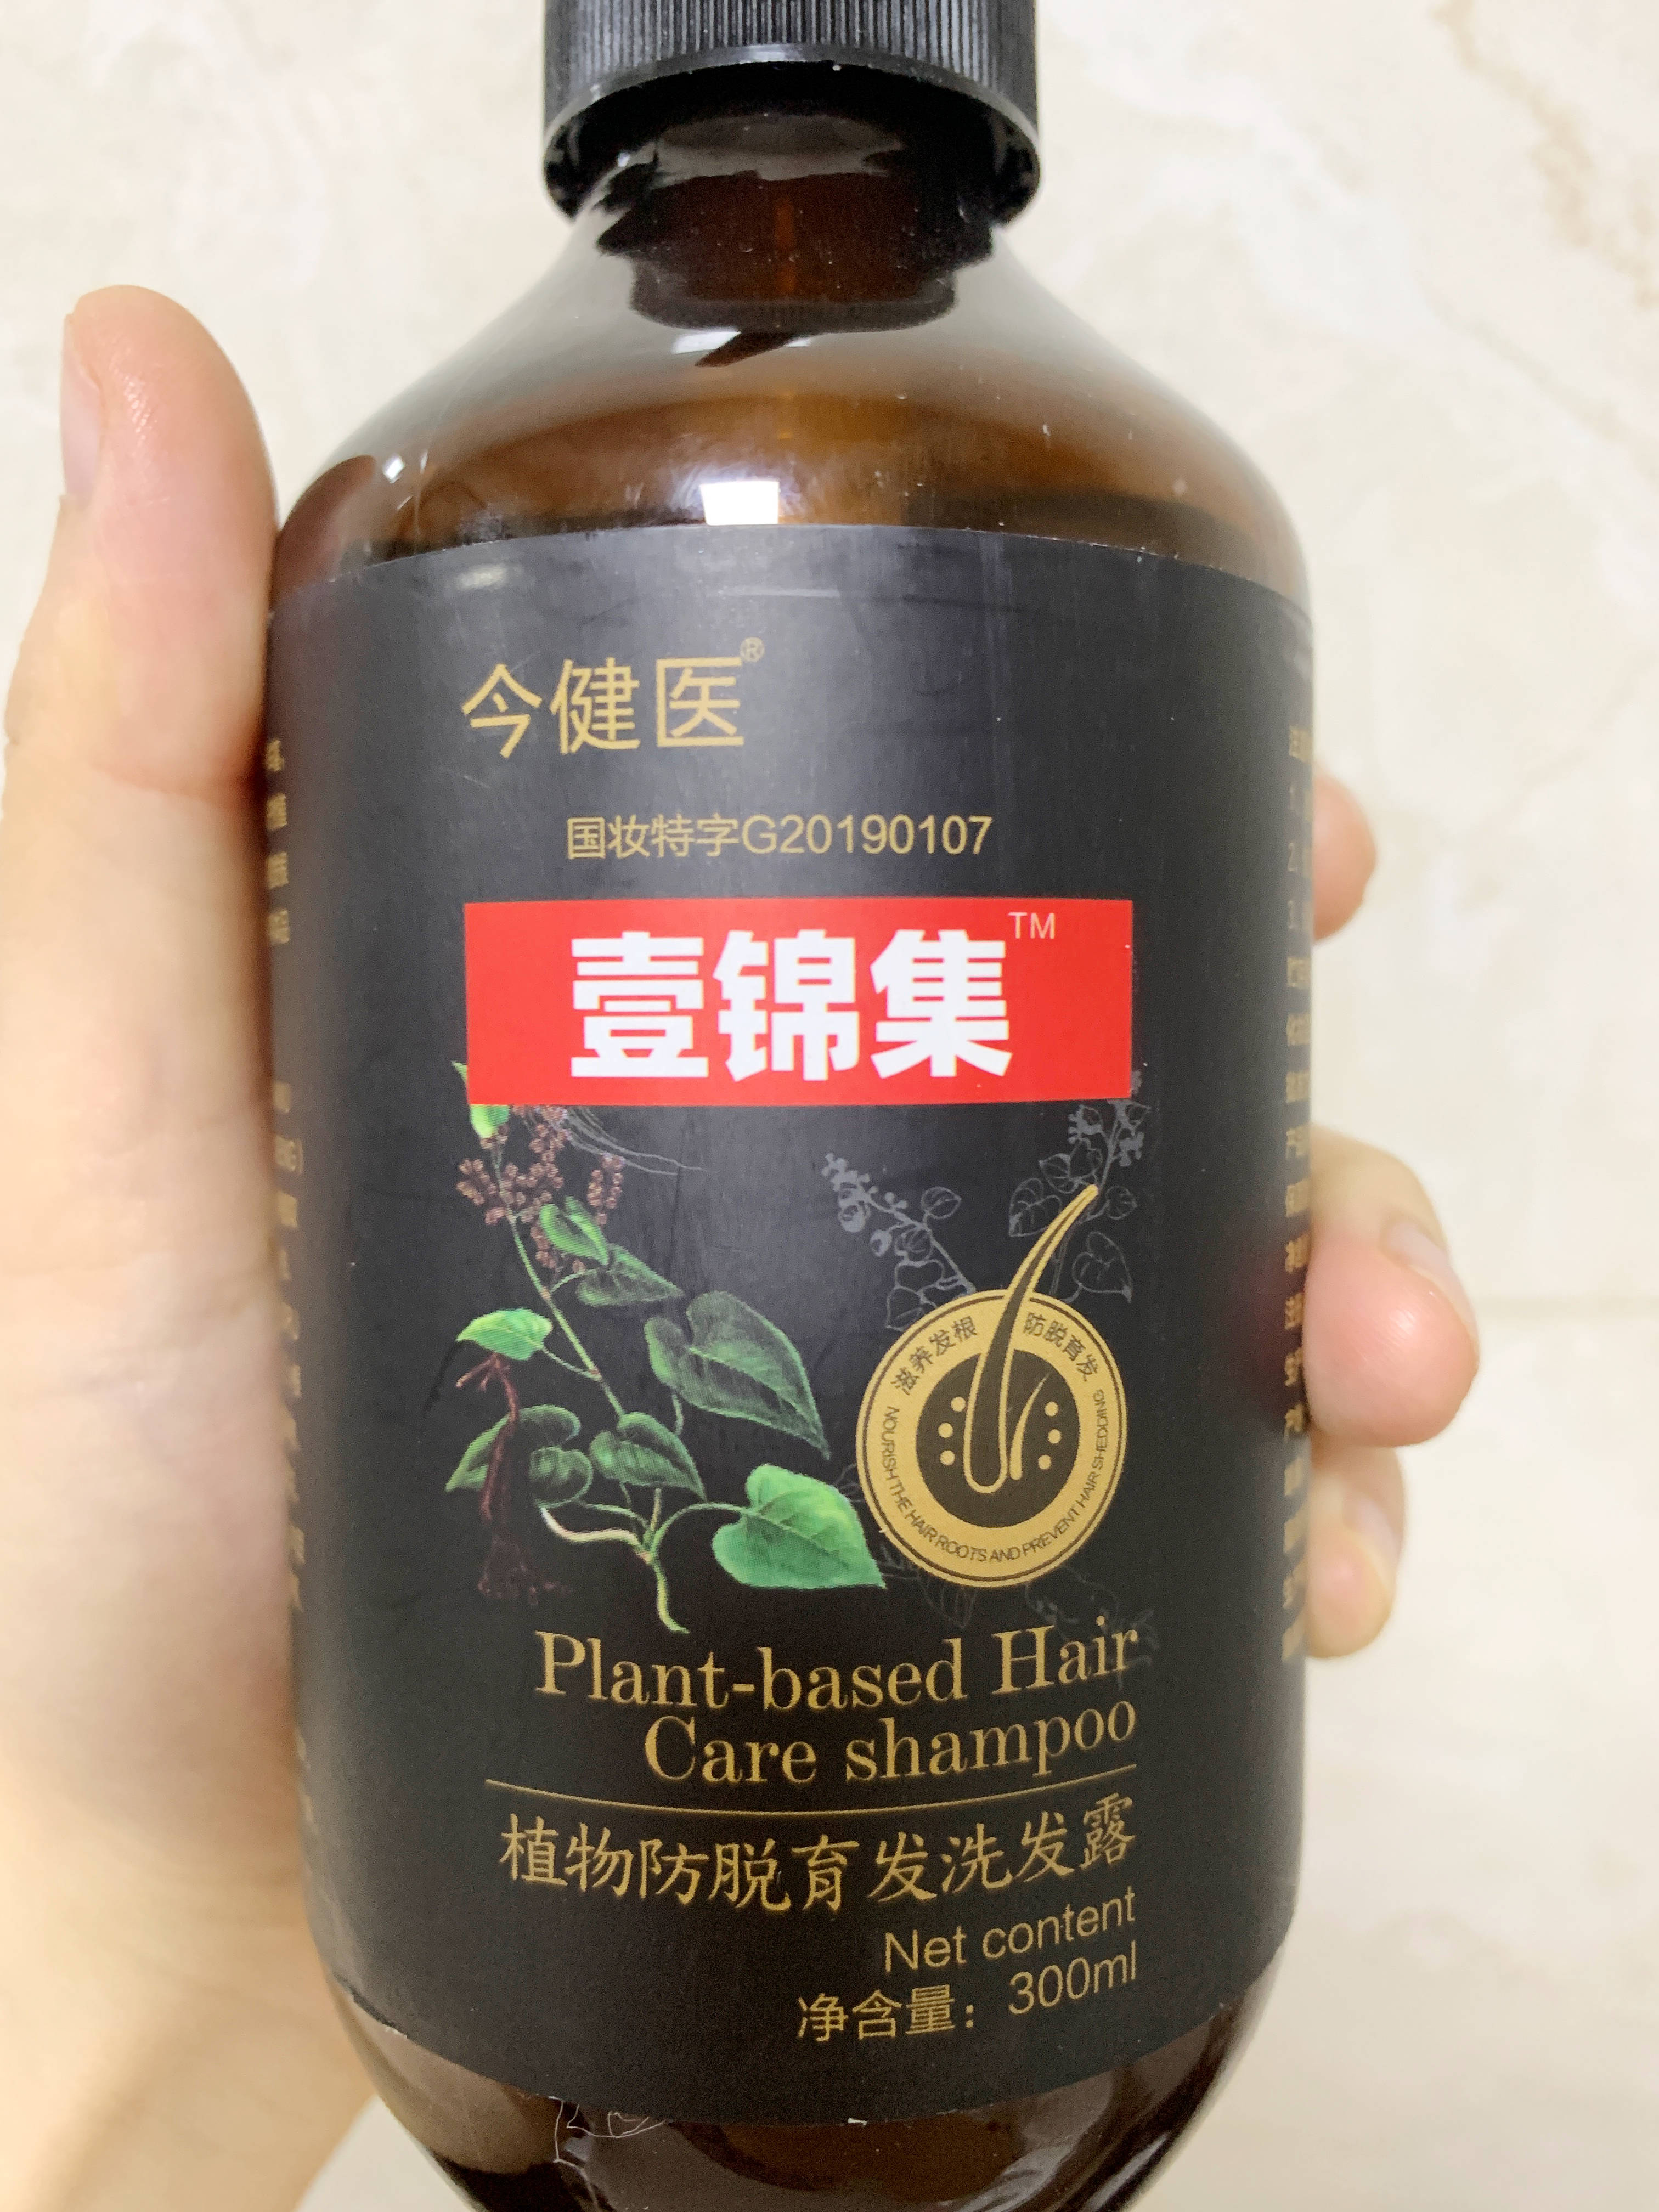 今健医®
国妆特字G20190107
壹锦集™
滋养发根 防脱育发
NOURISH THE HAIR ROOTS AND PREVENT HAIR SHEDDING
Plant-based Hair
Care shampoo
植物防脱育发洗发露
Net content
净含量：300ml